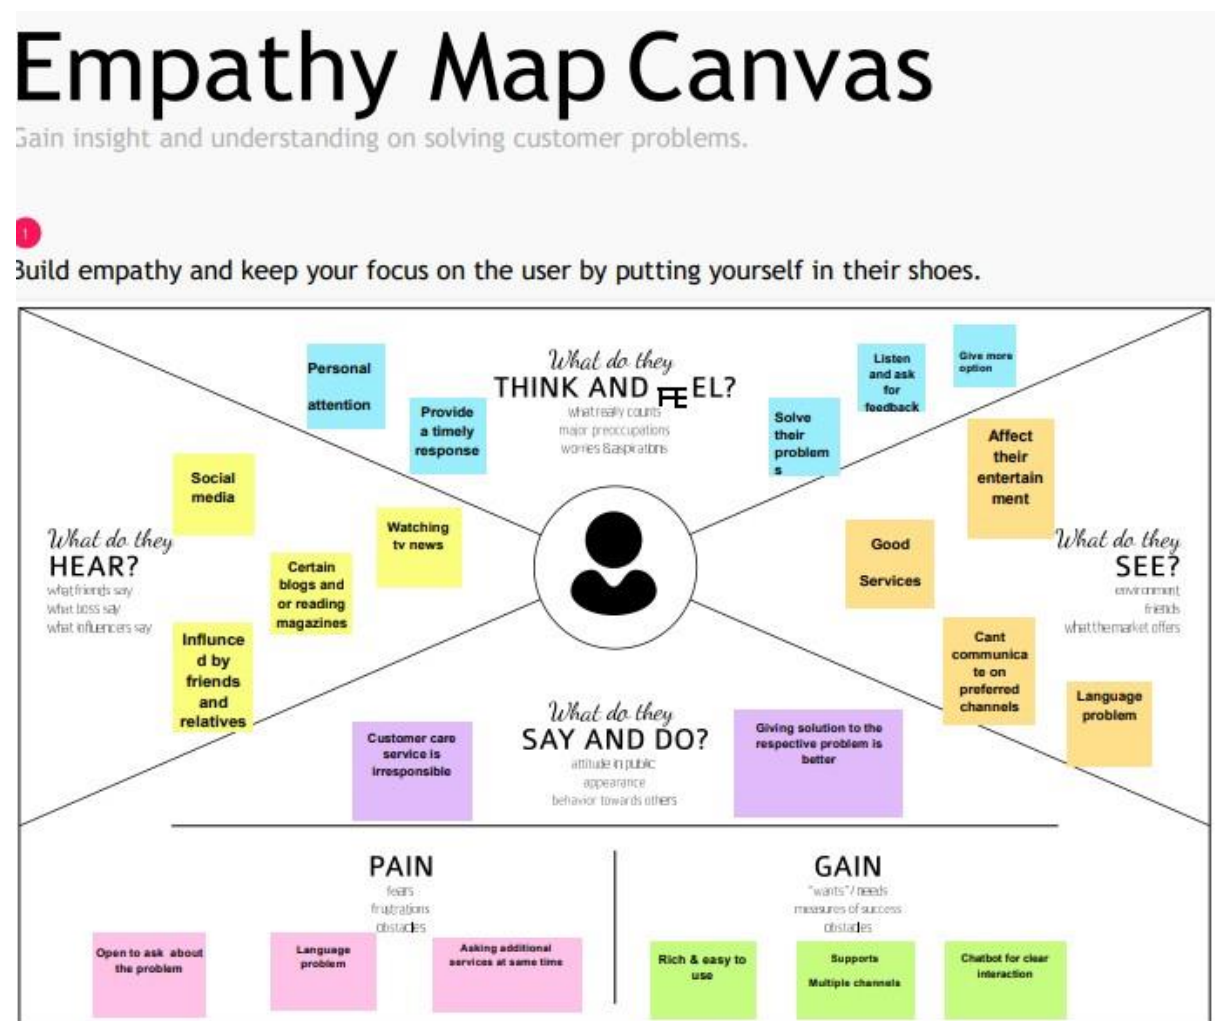 Empathy Map Canvas
Gain insight and understanding on solving customer problems.
1
Build empathy and keep your focus on the user by putting yourself in their shoes.
What do they
THINK AND FEEL?
what really counts
major preoccupations
worries & aspirations
Personal
attention
Provide
a timely
response
Solve
their
problem
s
Listen
and ask
for
feedback
Give more
option
What do they
HEAR?
what friends say
what boss say
what influencers say
Social
media
Watching
tv news
Certain
blogs and
or reading
magazines
Influnce
d by
friends
and
relatives
What do they
SEE?
environment
friends
what the market offers
Affect
their
entertain
ment
Good
Services
Cant
communica
te on
preferred
channels
Language
problem
What do they
SAY AND DO?
attitude in public
appearance
behavior towards others
Customer care
service is
irresponsible
Giving solution to the
respective problem is
better
PAIN
fears
frustrations
obstacles
Open to ask about
the problem
Language
problem
Asking additional
services at same time
GAIN
"wants" / needs
measures of success
obstacles
Rich & easy to
use
Supports
Multiple channels
Chatbot for clear
interaction